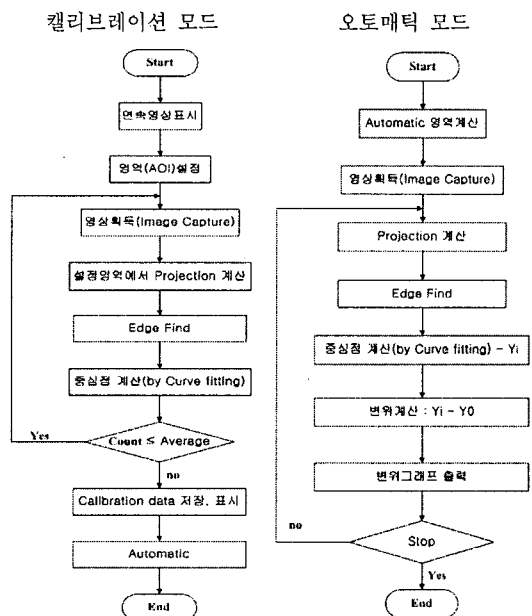 캘리브레이션 모드
Start
연속영상표시
영역(AOI)설정
영상획득(Image Capture)
설정영역에서 Projection 계산
Edge Find
중심점 계산(by Curve fitting)
Yes
Count ≤ Average
no
Calibration data 저장, 표시
Automatic
End
오토매틱 모드
Start
Automatic 영역계산
영상획득(Image Capture)
Projection 계산
Edge Find
중심점 계산(by Curve fitting) - Yi
변위계산 : Yi - Y0
변위그래프 출력
no
Stop
Yes
End